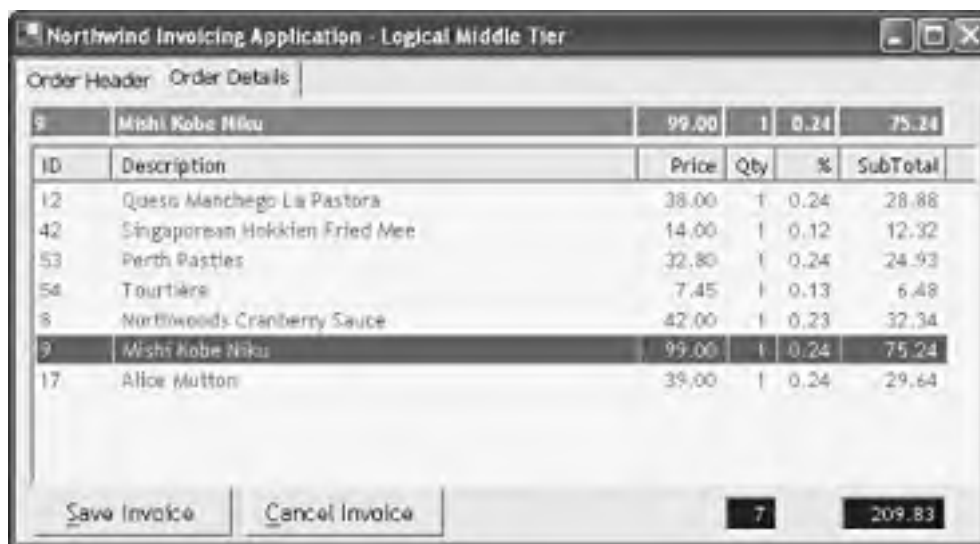 Northwind Invoicing Application - Logical Middle Tier
Order Header Order Details
9 Mishi Kobe Niku 99.00 1 0.24 75.24
ID Description Price Qty % SubTotal
12 Queso Manchego La Pastora 38.00 1 0.24 28.88
42 Singaporean Hokkien Fried Mee 14.00 1 0.12 12.32
53 Perth Pasties 32.80 1 0.24 24.93
54 Tourtière 7.45 1 0.13 6.48
8 Northwoods Cranberry Sauce 42.00 1 0.23 32.34
9 Mishi Kobe Niku 99.00 1 0.24 75.24
17 Alice Mutton 39.00 1 0.24 29.64
Save Invoice Cancel Invoice 7 209.83